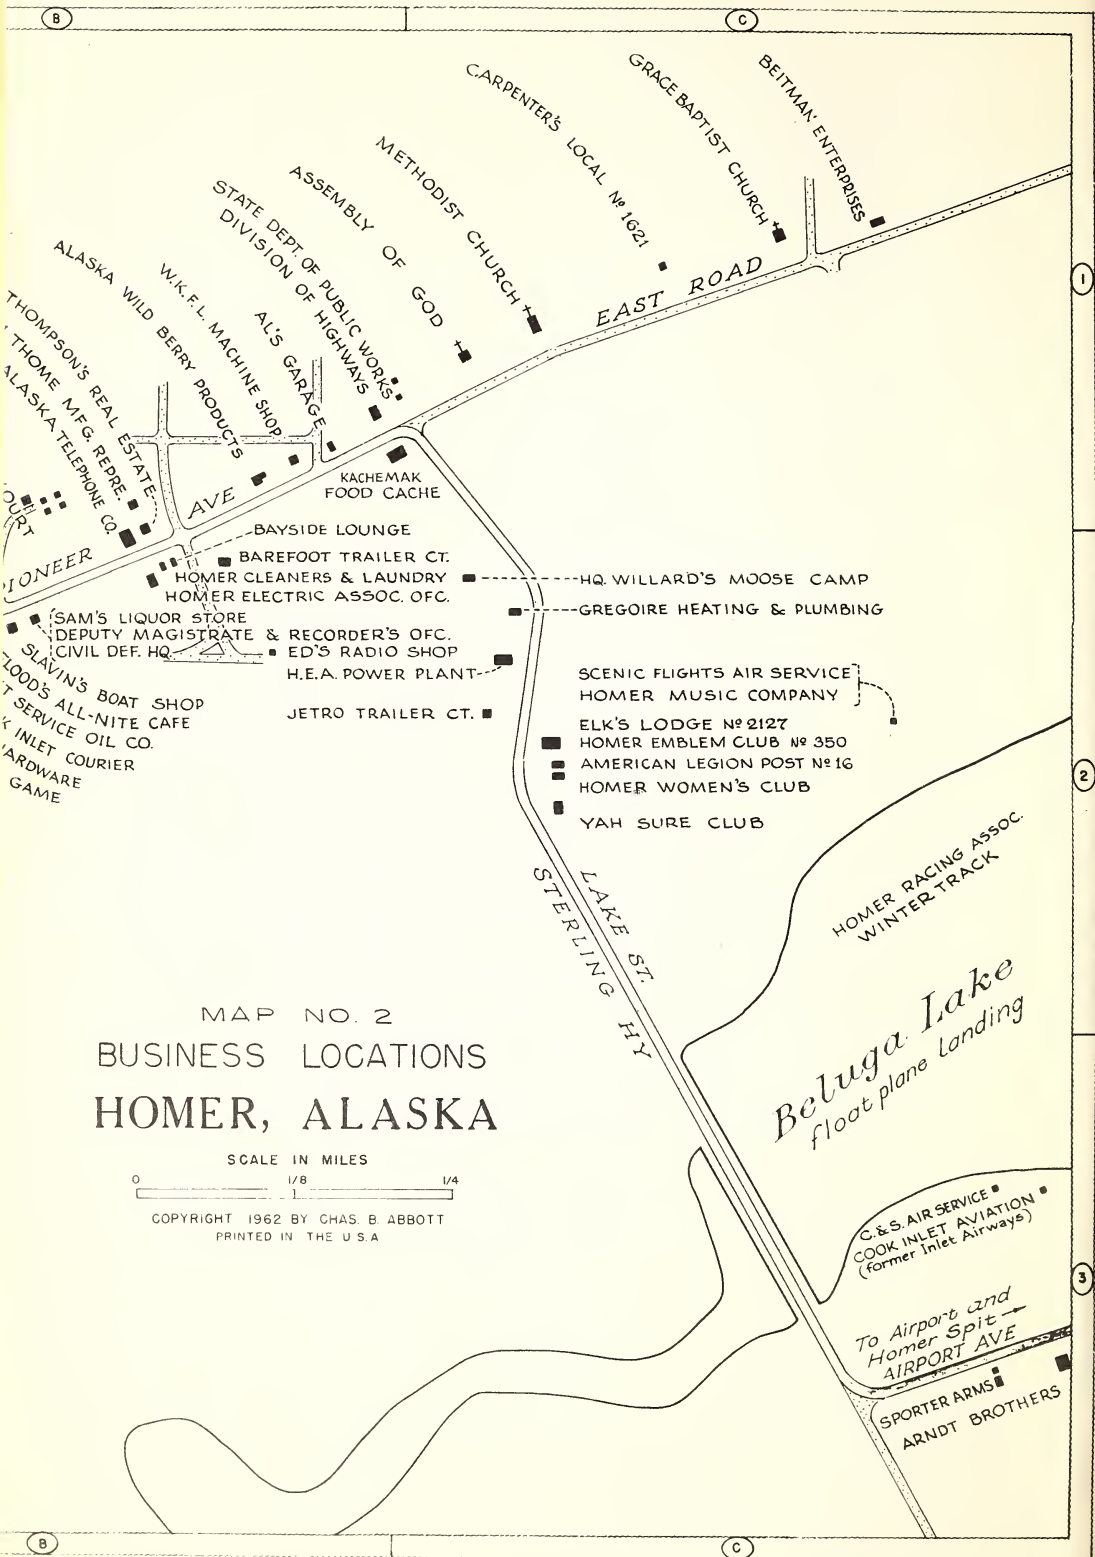 B
C
CARPENTER'S LOCAL Nº 1621
GRACE BAPTIST CHURCH
BEITMAN ENTERPRISES
METHODIST CHURCH
ASSEMBLY OF GOD
STATE DEPT. OF PUBLIC WORKS
DIVISION OF HIGHWAYS
AL'S GARAGE
W.K.F.L. MACHINE SHOP
ALASKA WILD BERRY PRODUCTS
THOMPSON'S REAL ESTATE
THOME MFG. REPRE.
ALASKA TELEPHONE CO.
EAST ROAD
1
KACHEMAK
FOOD CACHE
OURT
PIONEER AVE
BAYSIDE LOUNGE
BAREFOOT TRAILER CT.
HOMER CLEANERS & LAUNDRY
HOMER ELECTRIC ASSOC. OFC.
HQ. WILLARD'S MOOSE CAMP
GREGOIRE HEATING & PLUMBING
SAM'S LIQUOR STORE
DEPUTY MAGISTRATE & RECORDER'S OFC.
CIVIL DEF. HQ.
ED'S RADIO SHOP
H.E.A. POWER PLANT
SLAVIN'S BOAT SHOP
LOOD'S ALL-NITE CAFE
T SERVICE OIL CO.
K INLET COURIER
HARDWARE
GAME
JETRO TRAILER CT.
SCENIC FLIGHTS AIR SERVICE
HOMER MUSIC COMPANY
ELK'S LODGE Nº 2127
HOMER EMBLEM CLUB Nº 350
AMERICAN LEGION POST Nº 16
HOMER WOMEN'S CLUB
YAH SURE CLUB
2
LAKE ST.
STERLING HY
HOMER RACING ASSOC.
WINTER TRACK
Beluga Lake
float plane landing
MAP NO. 2
BUSINESS LOCATIONS
HOMER, ALASKA
SCALE IN MILES
0 1/8 1/4
COPYRIGHT 1962 BY CHAS. B. ABBOTT
PRINTED IN THE U.S.A
C.& S. AIR SERVICE
COOK INLET AVIATION
(former Inlet Airways)
3
To Airport and
Homer Spit
AIRPORT AVE
SPORTER ARMS
ARNDT BROTHERS
B
C